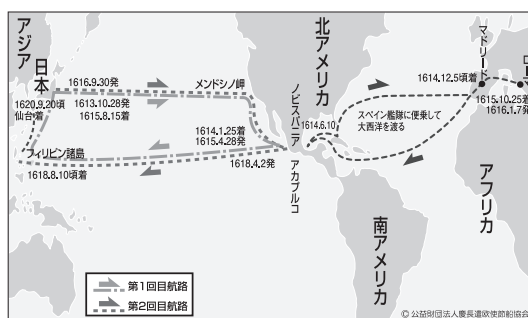 アジア
日本
1620.9.20頃
仙台着
1616.9.30発
1613.10.28発
1615.8.15着
メンドシノ岬
北アメリカ
ノビスパニア
アカプルコ
1614.1.25着
1615.4.28発
1614.6.10
1618.4.2発
フィリピン諸島
1618.8.10頃着
マドリード
1614.12.5頃着
1615.10.25着
1616.1.7発
スペイン艦隊に便乗して
大西洋を渡る
アフリカ
南アメリカ
第1回目航路
第2回目航路
© 公益財団法人慶長遣欧使節船協会